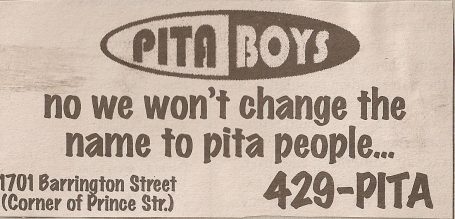 PITA BOYS
no we won't change the
name to pita people...
1701 Barrington Street
(Corner of Prince Str.)
429-PITA